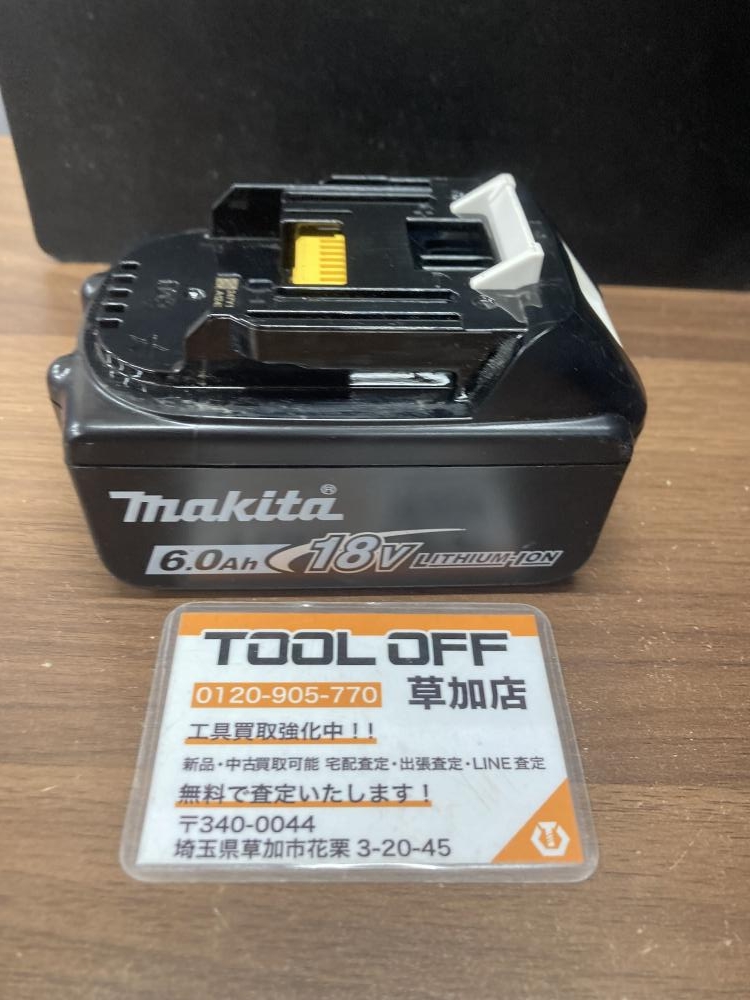 makita®
6.0Ah 18V LITHIUM-ION
TOOL OFF
0120-905-770 草加店
工具買取強化中！！
新品・中古買取可能 宅配査定・出張査定・LINE査定
無料で査定いたします！
〒340-0044
埼玉県草加市花栗 3-20-45